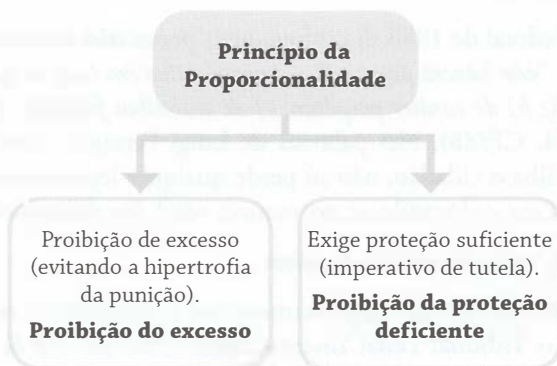 Princípio da
Proporcionalidade
Proibição de excesso
(evitando a hipertrofia
da punição).
Proibição do excesso
Exige proteção suficiente
(imperativo de tutela).
Proibição da proteção
deficiente